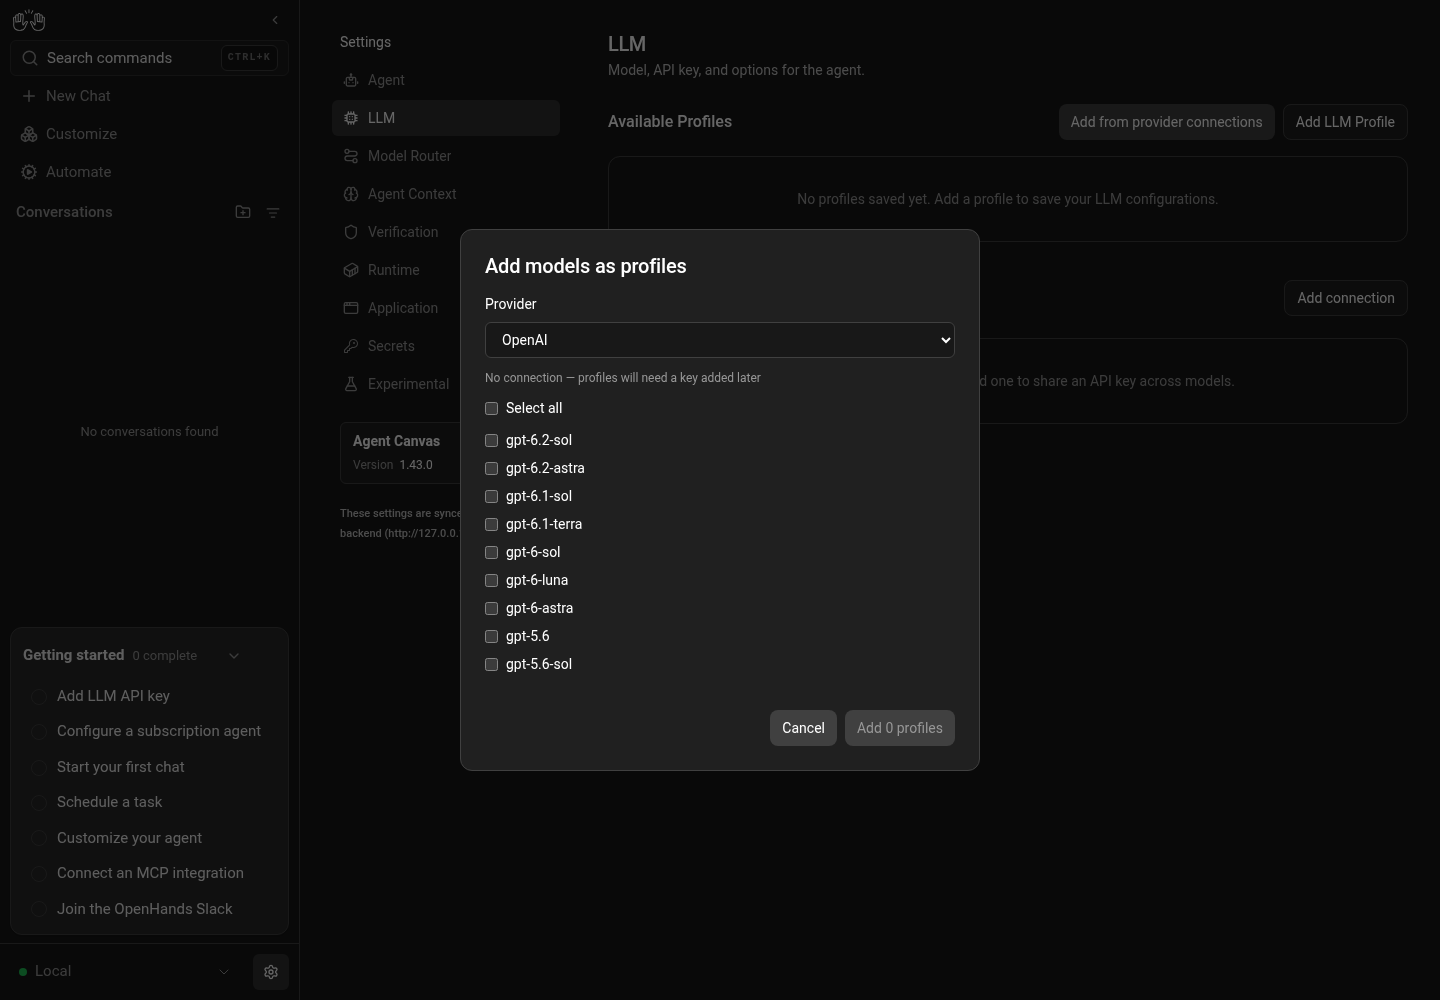 Search commands
CTRL+K
New Chat
Customize
Automate
Conversations
No conversations found
Getting started 0 complete
Add LLM API key
Configure a subscription agent
Start your first chat
Schedule a task
Customize your agent
Connect an MCP integration
Join the OpenHands Slack
Local
Settings
Agent
LLM
Model Router
Agent Context
Verification
Runtime
Application
Secrets
Experimental
Agent Canvas
Version 1.43.0
These settings are synce
backend (http://127.0.0.
LLM
Model, API key, and options for the agent.
Available Profiles
Add from provider connections
Add LLM Profile
No profiles saved yet. Add a profile to save your LLM configurations.
Add connection
d one to share an API key across models.
Add models as profiles
Provider
OpenAI
No connection — profiles will need a key added later
Select all
gpt-6.2-sol
gpt-6.2-astra
gpt-6.1-sol
gpt-6.1-terra
gpt-6-sol
gpt-6-luna
gpt-6-astra
gpt-5.6
gpt-5.6-sol
Cancel
Add 0 profiles